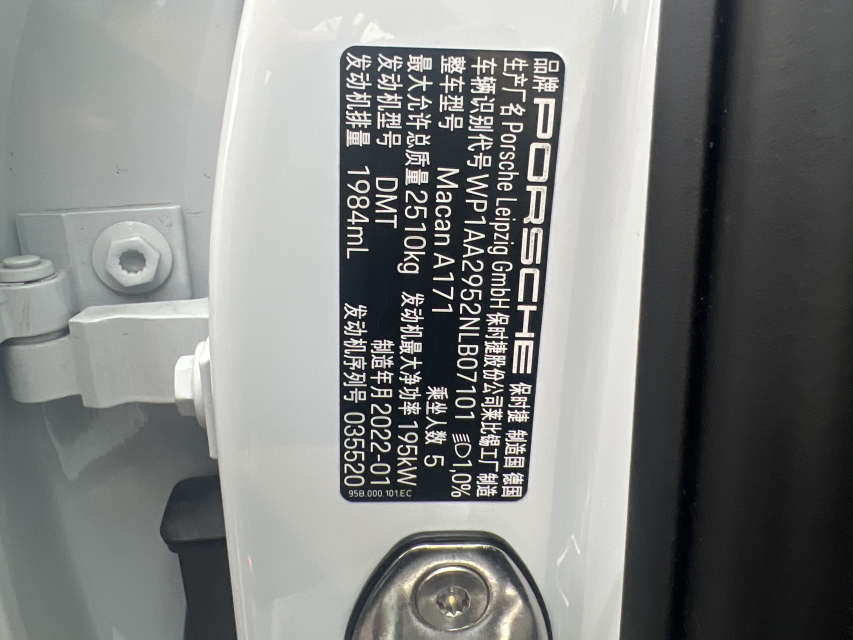 品牌 PORSCHE 保时捷 制造国 德国
生产厂名 Porsche Leipzig GmbH 保时捷股份公司莱比锡工厂制造
车辆识别代号 WP1AA2952NLB07101 1,0%
整车型号 Macan A171 乘坐人数 5
最大允许总质量 2510kg 发动机最大净功率 195kW
发动机型号 DMT 制造年月 2022-01
发动机排量 1984mL 发动机序列号 035520
95B.000.101.EC